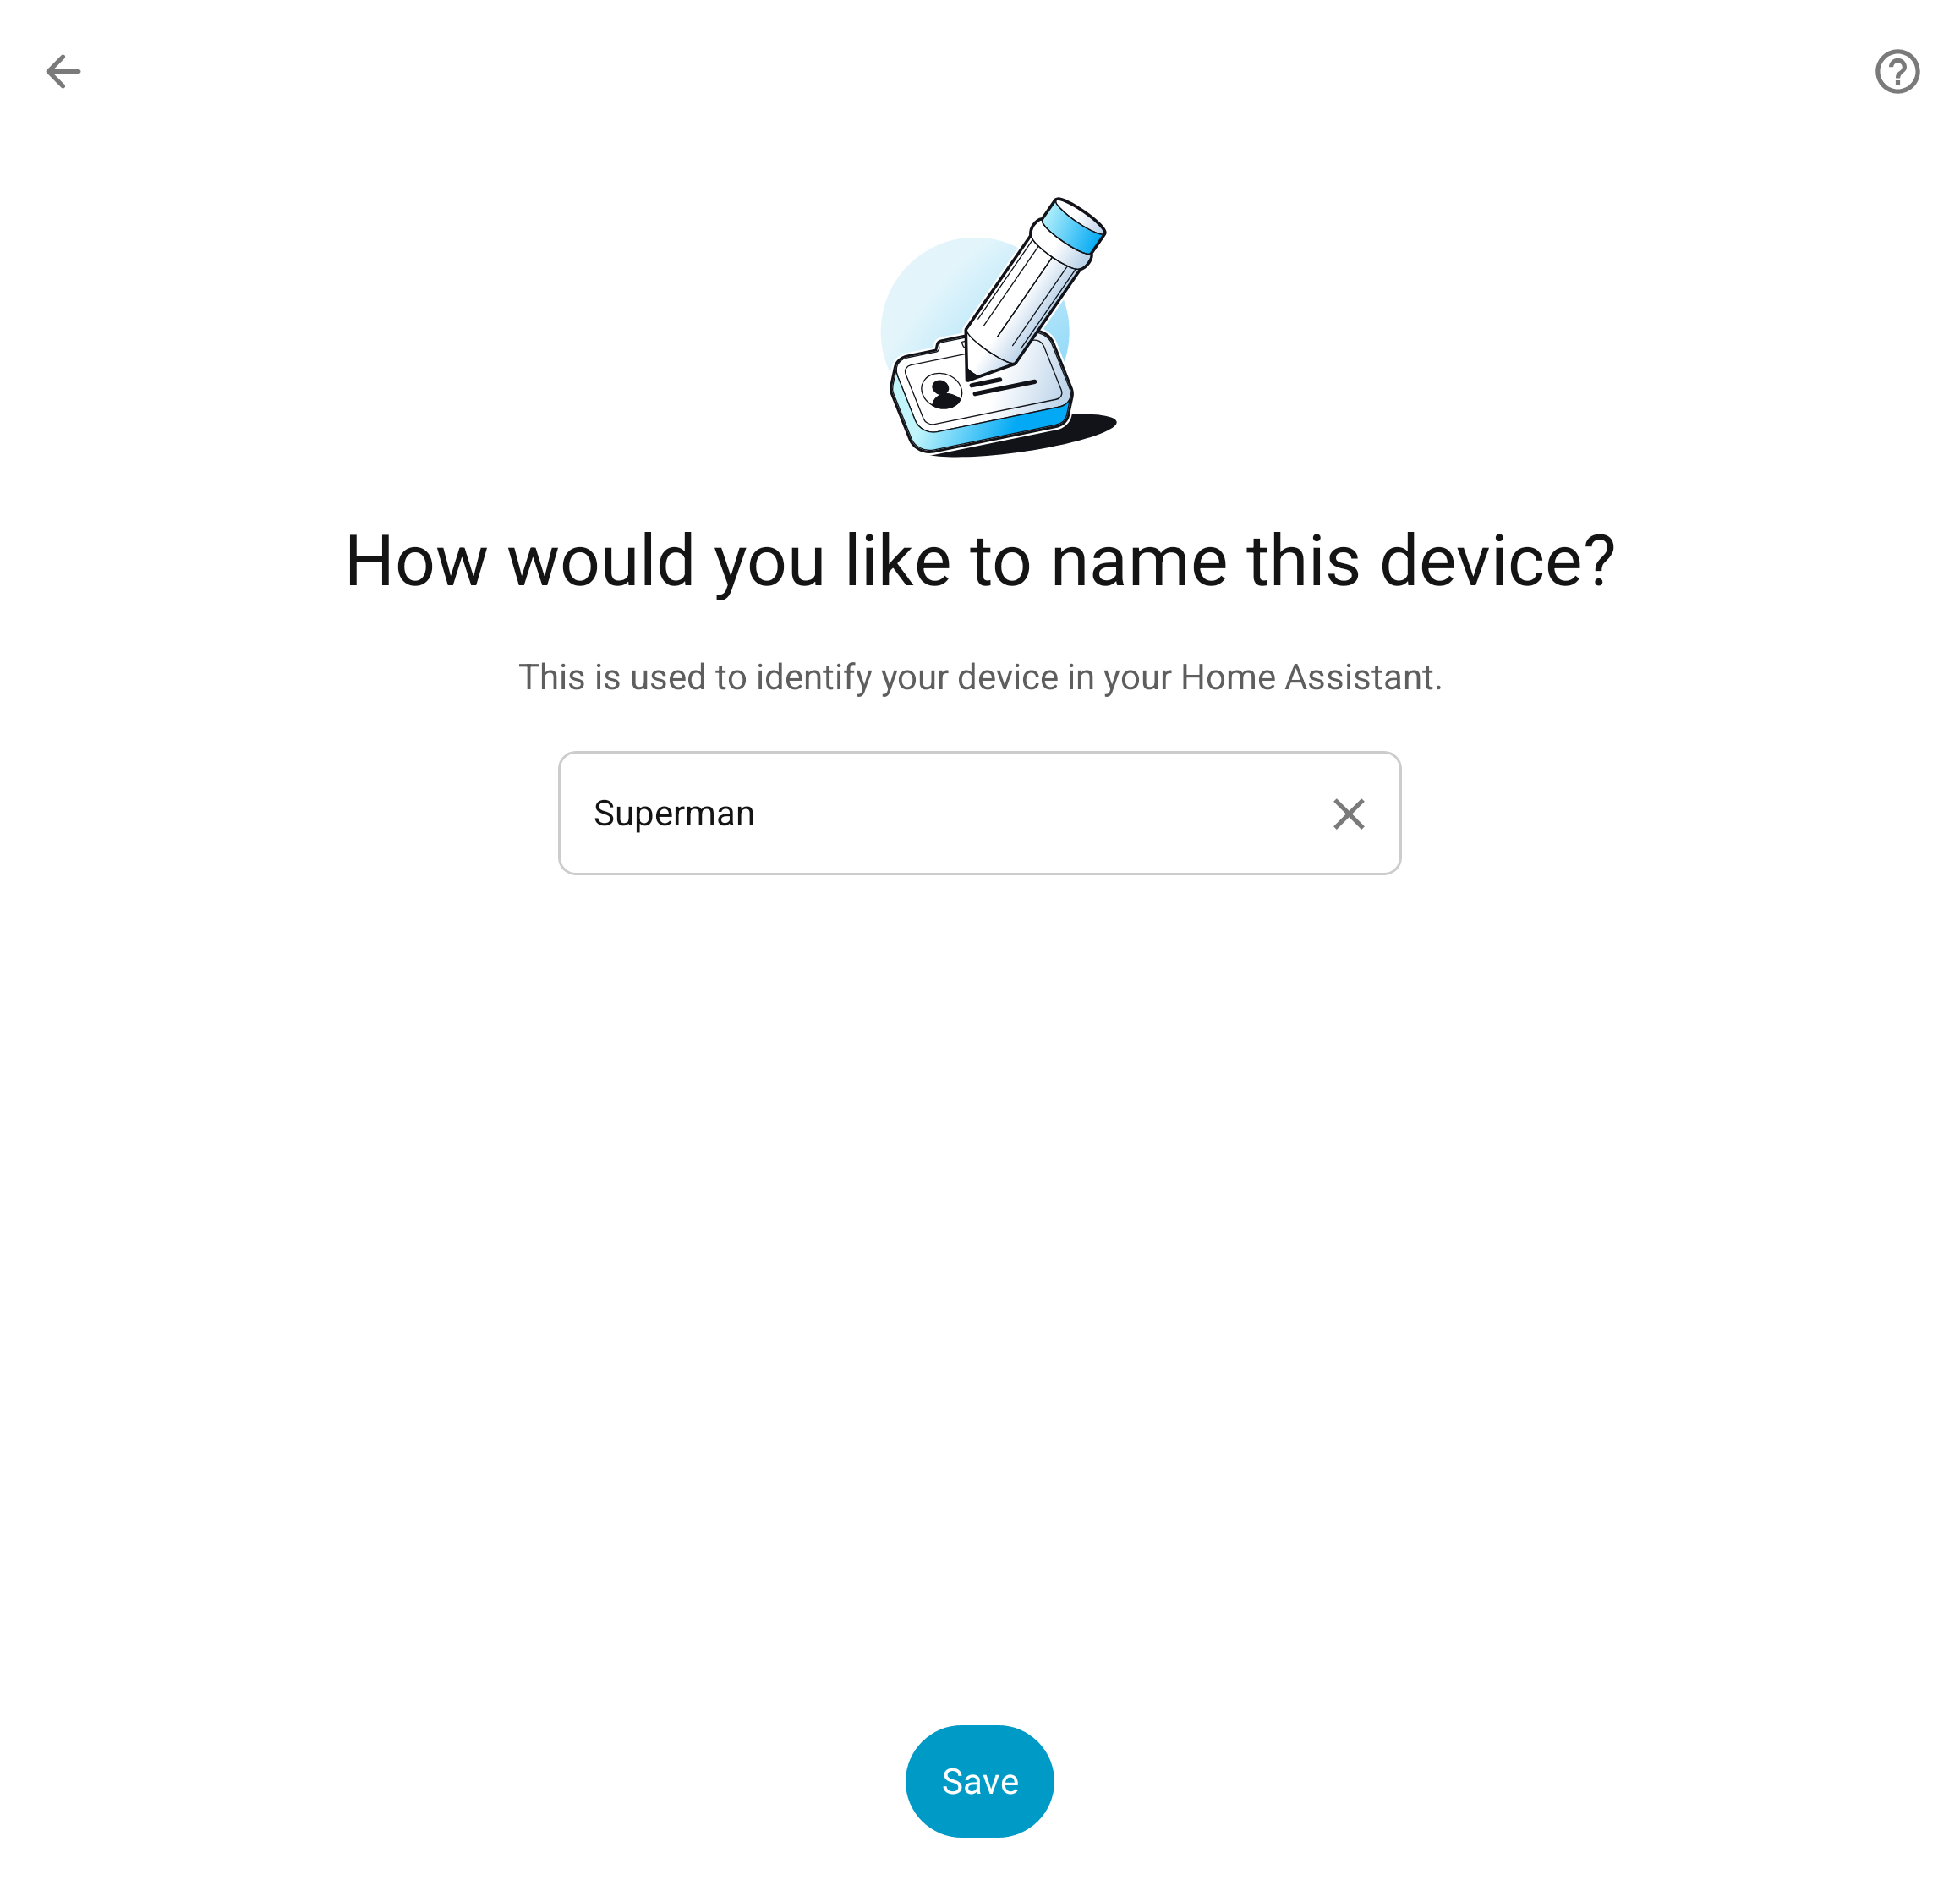 How would you like to name this device?
This is used to identify your device in your Home Assistant.
Superman
Save